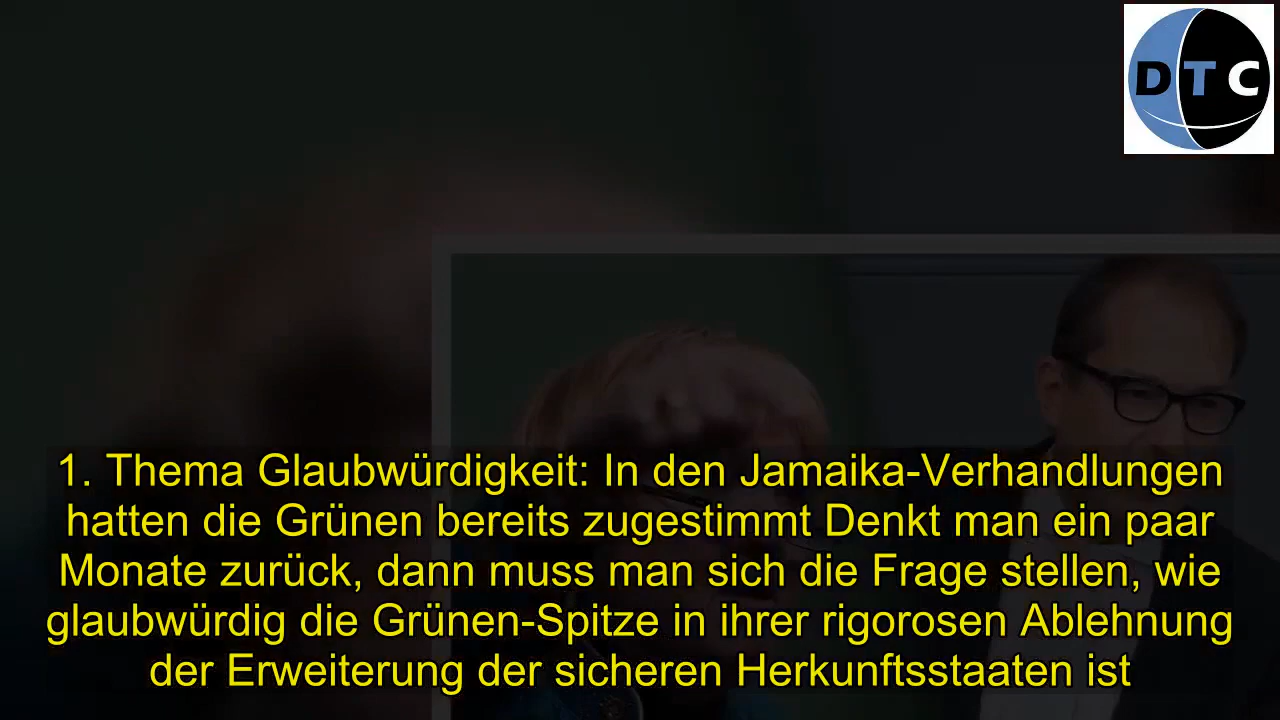 DTC
1. Thema Glaubwürdigkeit: In den Jamaika-Verhandlungen
hatten die Grünen bereits zugestimmt Denkt man ein paar
Monate zurück, dann muss man sich die Frage stellen, wie
glaubwürdig die Grünen-Spitze in ihrer rigorosen Ablehnung
der Erweiterung der sicheren Herkunftsstaaten ist